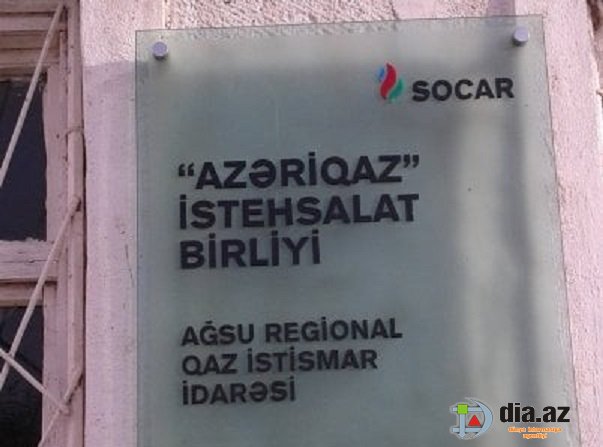 SOCAR
“AZƏRİQAZ”
İSTEHSALAT
BİRLİYİ
AĞSU REGIONAL
QAZ İSTİSMAR
İDARƏSİ
dia.az